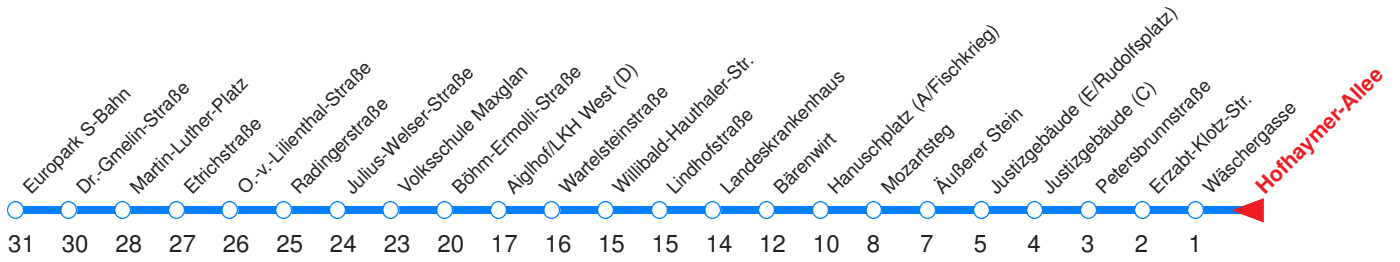 Europark S-Bahn
Dr.-Gmelin-Straße
Martin-Luther-Platz
Etrichstraße
O.-v.-Lilienthal-Straße
Radingerstraße
Julius-Welser-Straße
Volksschule Maxglan
Böhm-Ermolli-Straße
Aiglhof/LKH West (D)
Wartelsteinstraße
Willibald-Hauthaler-Str.
Lindhofstraße
Landeskrankenhaus
Bärenwirt
Hanuschplatz (A/Fischkrieg)
Mozartsteg
Äußerer Stein
Justizgebäude (E/Rudolfsplatz)
Justizgebäude (C)
Petersbrunnstraße
Erzabt-Klotz-Str.
Wäschergasse
Hofhaymer-Allee
31 30 28 27 26 25 24 23 20 17 16 15 15 14 12 10 8 7 5 4 3 2 1